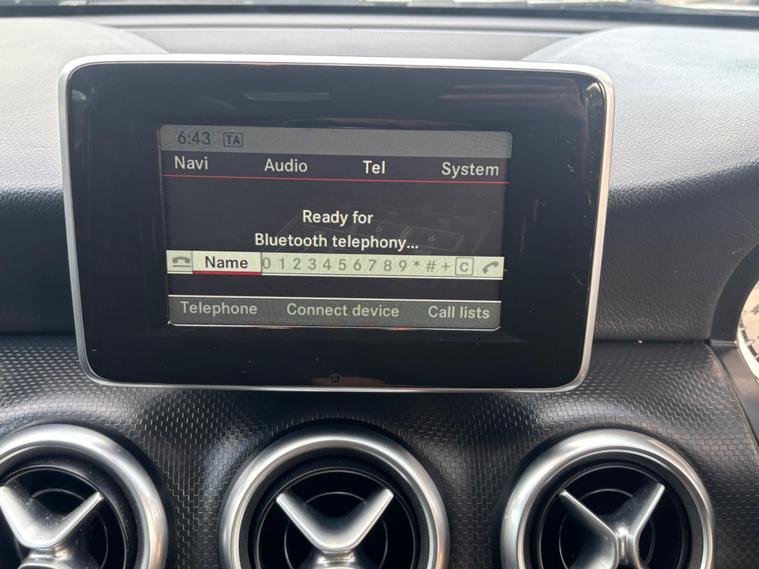 6:43 TA
Navi Audio Tel System
Ready for
Bluetooth telephony...
Name 0 1 2 3 4 5 6 7 8 9 * # + C
Telephone Connect device Call lists